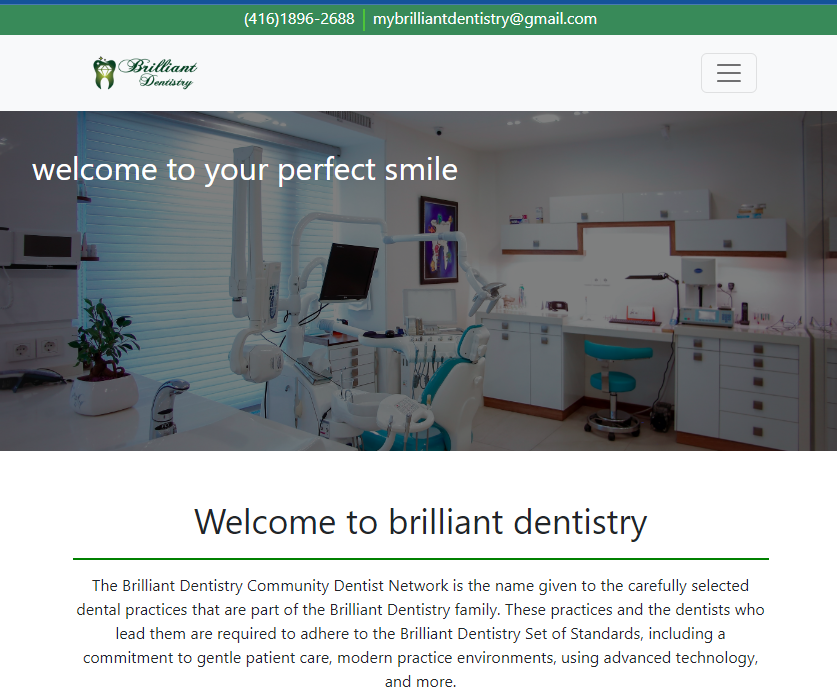 (416)1896-2688 | mybrilliantdentistry@gmail.com
Brilliant
Dentistry
welcome to your perfect smile
Welcome to brilliant dentistry
The Brilliant Dentistry Community Dentist Network is the name given to the carefully selected
dental practices that are part of the Brilliant Dentistry family. These practices and the dentists who
lead them are required to adhere to the Brilliant Dentistry Set of Standards, including a
commitment to gentle patient care, modern practice environments, using advanced technology,
and more.